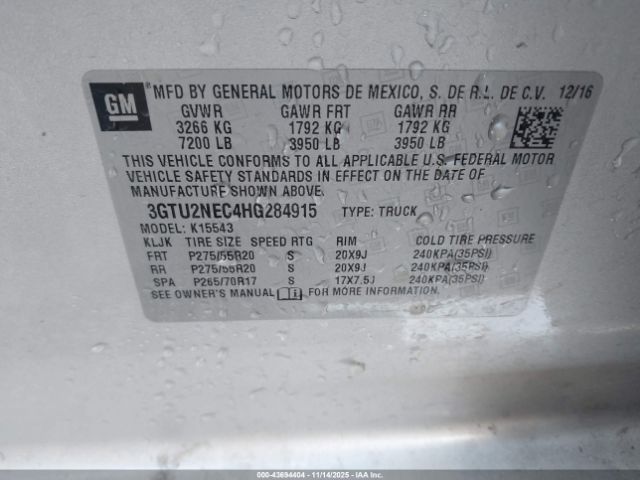 GM
MFD BY GENERAL MOTORS DE MEXICO, S. DE R.L. DE C.V. 12/16
GVWR GAWR FRT GAWR RR
3266 KG 1792 KG 1792 KG
7200 LB 3950 LB 3950 LB
THIS VEHICLE CONFORMS TO ALL APPLICABLE U.S. FEDERAL MOTOR
VEHICLE SAFETY STANDARDS IN EFFECT ON THE DATE OF
MANUFACTURE SHOWN ABOVE.
3GTU2NEC4HG284915 TYPE: TRUCK
MODEL: K15543
KLJK TIRE SIZE SPEED RTG RIM COLD TIRE PRESSURE
FRT P275/55R20 S 20X9J 240KPA(35PSI)
RR P275/55R20 S 20X9J 240KPA(35PSI)
SPA P265/70R17 S 17X7.5J 240KPA(35PSI)
SEE OWNER'S MANUAL FOR MORE INFORMATION.
000-43694404 - 11/14/2025 - IAAI.COM